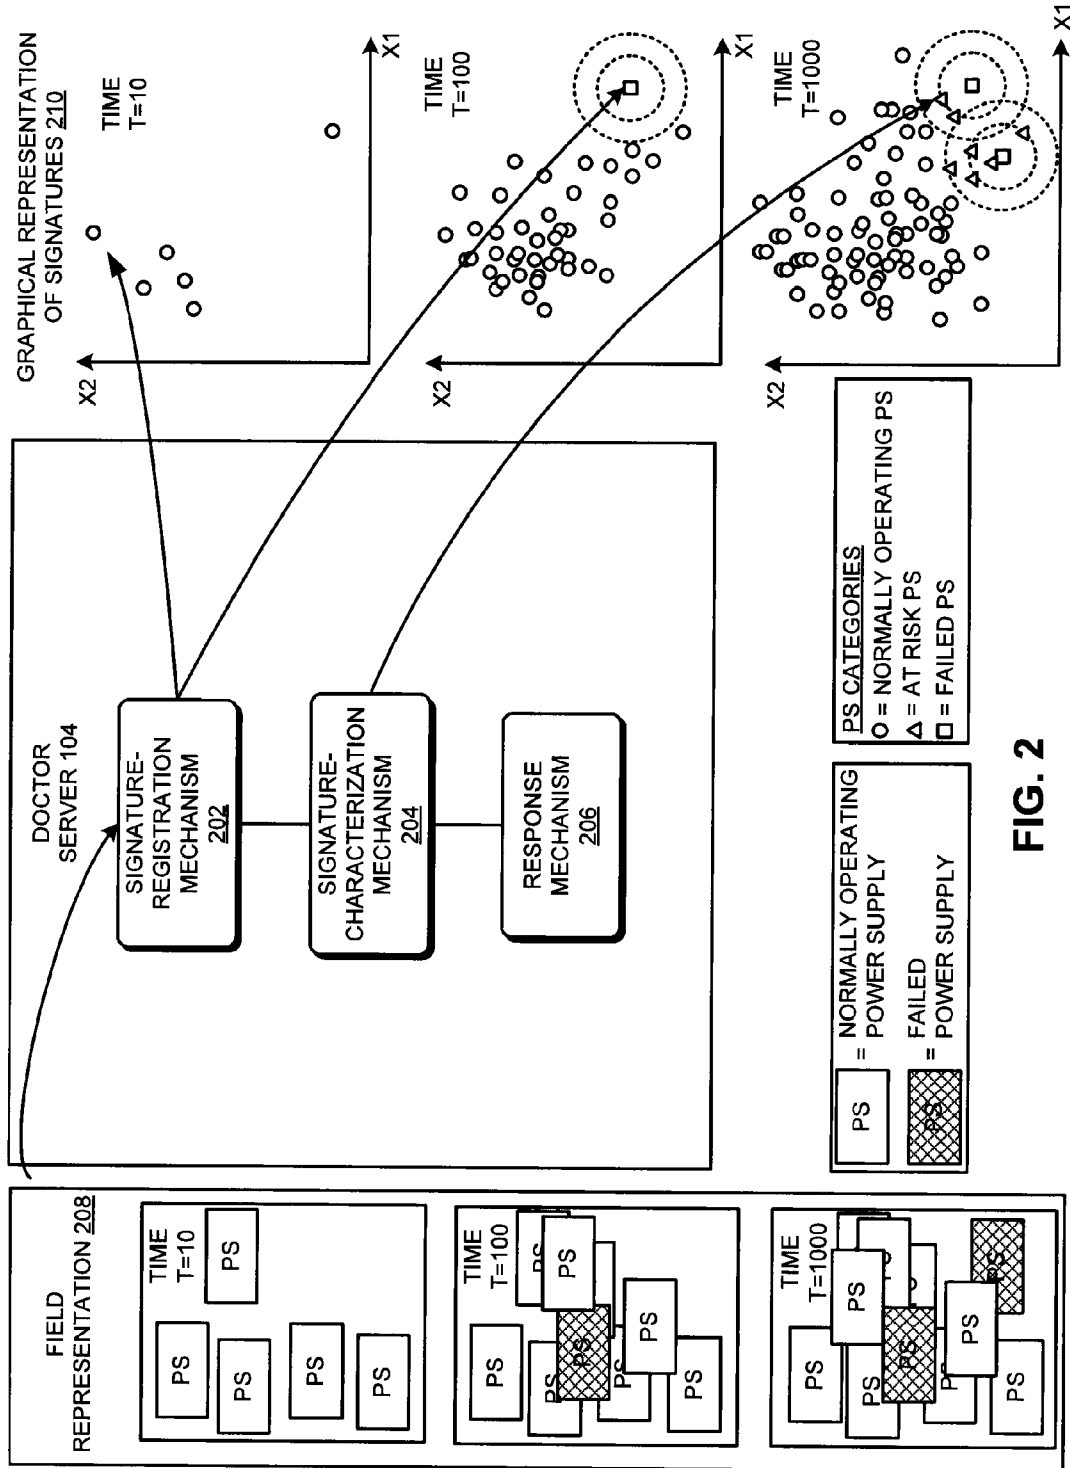 FIELD
REPRESENTATION 208
TIME
T=10
PS
PS
PS
PS
PS
TIME
T=100
PS
PS
PS
PS
PS
PS
PS
PS
TIME
T=1000
PS
PS
PS
PS
PS
PS
PS
PS
PS
DOCTOR
SERVER 104
SIGNATURE-
REGISTRATION
MECHANISM
202
SIGNATURE-
CHARACTERIZATION
MECHANISM
204
RESPONSE
MECHANISM
206
GRAPHICAL REPRESENTATION
OF SIGNATURES 210
TIME
T=10
X2
X1
TIME
T=100
X2
X1
TIME
T=1000
X2
X1
PS
= NORMALLY OPERATING
POWER SUPPLY
PS
FAILED
= POWER SUPPLY
PS CATEGORIES
= NORMALLY OPERATING PS
= AT RISK PS
= FAILED PS
FIG. 2